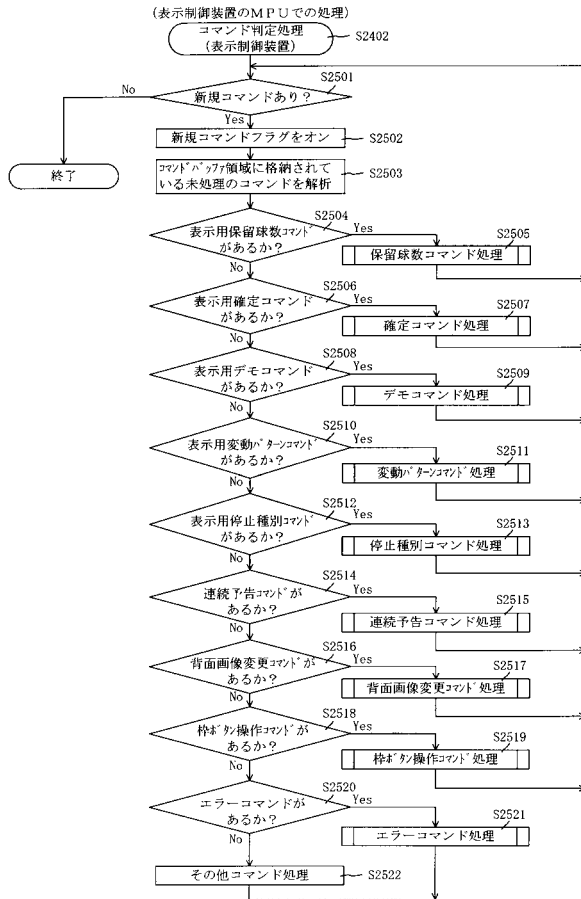 (表示制御装置のMPUでの処理)
コマンド判定処理
(表示制御装置)
S2402
S2501
No
新規コマンドあり?
Yes
新規コマンドフラグをオン
S2502
終了
コマンドバッファ領域に格納されて
いる未処理のコマンドを解析
S2503
S2504
表示用保留球数コマンド
があるか?
Yes
S2505
保留球数コマンド処理
No
S2506
表示用確定コマンド
があるか?
Yes
S2507
確定コマンド処理
No
S2508
表示用デモコマンド
があるか?
Yes
S2509
デモコマンド処理
No
S2510
表示用変動パターンコマンド
があるか?
Yes
S2511
変動パターンコマンド処理
No
S2512
表示用停止種別コマンド
があるか?
Yes
S2513
停止種別コマンド処理
No
S2514
連続予告コマンドが
あるか?
Yes
S2515
連続予告コマンド処理
No
S2516
背面画像変更コマンドが
あるか?
Yes
S2517
背面画像変更コマンド処理
No
S2518
枠ボタン操作コマンドが
あるか?
Yes
S2519
枠ボタン操作コマンド処理
No
S2520
エラーコマンドが
あるか?
Yes
S2521
エラーコマンド処理
No
その他コマンド処理
S2522